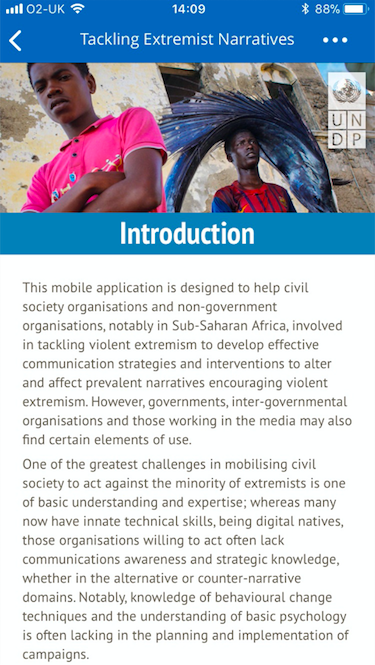 O2-UK 14:09 88%
Tackling Extremist Narratives
U N
D P
Introduction
This mobile application is designed to help civil
society organisations and non-government
organisations, notably in Sub-Saharan Africa, involved
in tackling violent extremism to develop effective
communication strategies and interventions to alter
and affect prevalent narratives encouraging violent
extremism. However, governments, inter-governmental
organisations and those working in the media may also
find certain elements of use.
One of the greatest challenges in mobilising civil
society to act against the minority of extremists is one
of basic understanding and expertise; whereas many
now have innate technical skills, being digital natives,
those organisations willing to act often lack
communications awareness and strategic knowledge,
whether in the alternative or counter-narrative
domains. Notably, knowledge of behavioural change
techniques and the understanding of basic psychology
is often lacking in the planning and implementation of
campaigns.